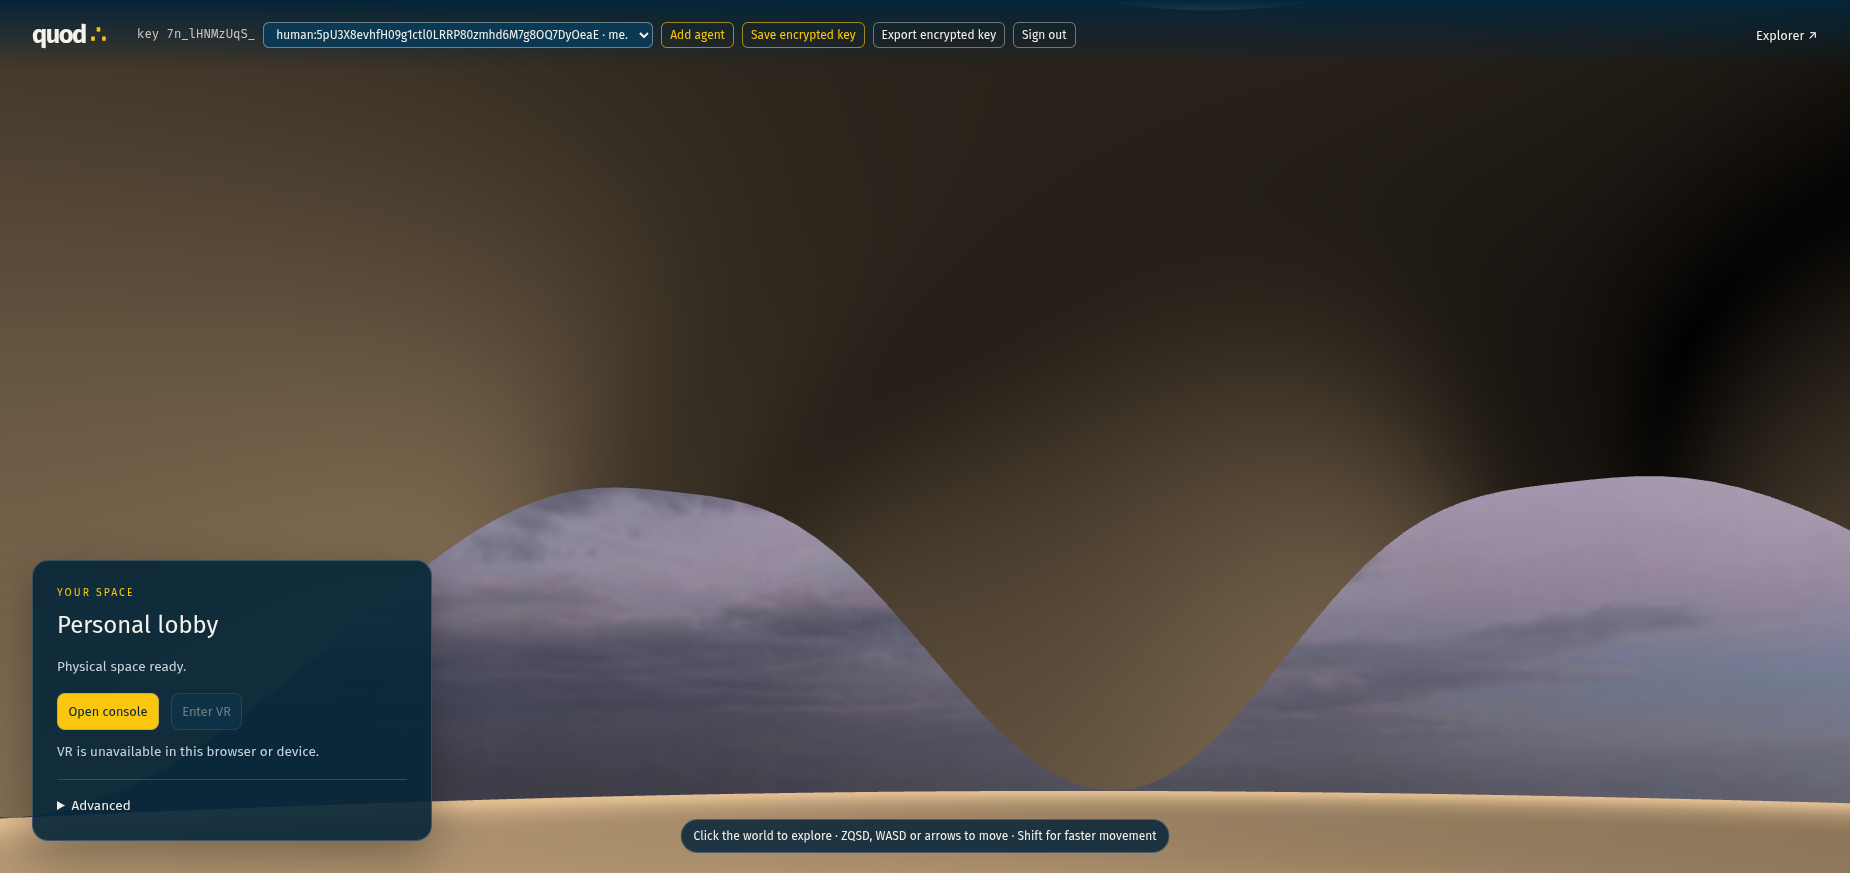 quod
key 7n_lHNMzUqS_
human:5pU3X8evhfH09g1ctl0LRRP80zmhd6M7g8OQ7DyOeaE · me.
Add agent
Save encrypted key
Export encrypted key
Sign out
Explorer ↗
YOUR SPACE
Personal lobby
Physical space ready.
Open console
Enter VR
VR is unavailable in this browser or device.
Advanced
Click the world to explore · ZQSD, WASD or arrows to move · Shift for faster movement